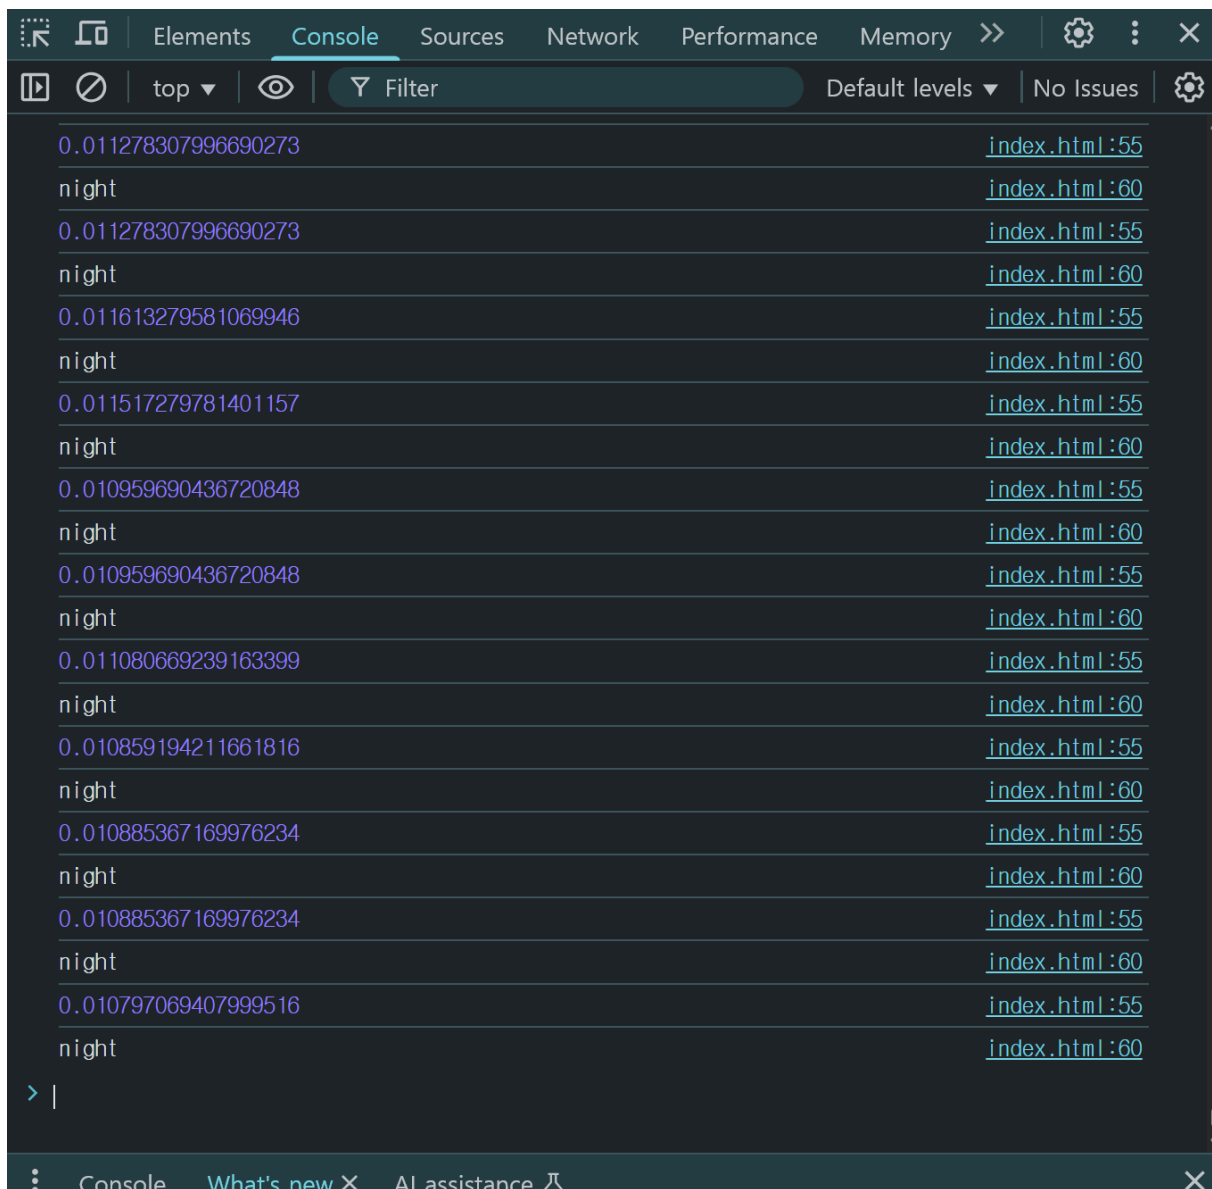 Elements Console Sources Network Performance Memory
top Filter Default levels No Issues
0.011278307996690273 index.html:55
night index.html:60
0.011278307996690273 index.html:55
night index.html:60
0.011613279581069946 index.html:55
night index.html:60
0.011517279781401157 index.html:55
night index.html:60
0.010959690436720848 index.html:55
night index.html:60
0.010959690436720848 index.html:55
night index.html:60
0.011080669239163399 index.html:55
night index.html:60
0.010859194211661816 index.html:55
night index.html:60
0.010885367169976234 index.html:55
night index.html:60
0.010885367169976234 index.html:55
night index.html:60
0.010797069407999516 index.html:55
night index.html:60
Console What's new AI assistance